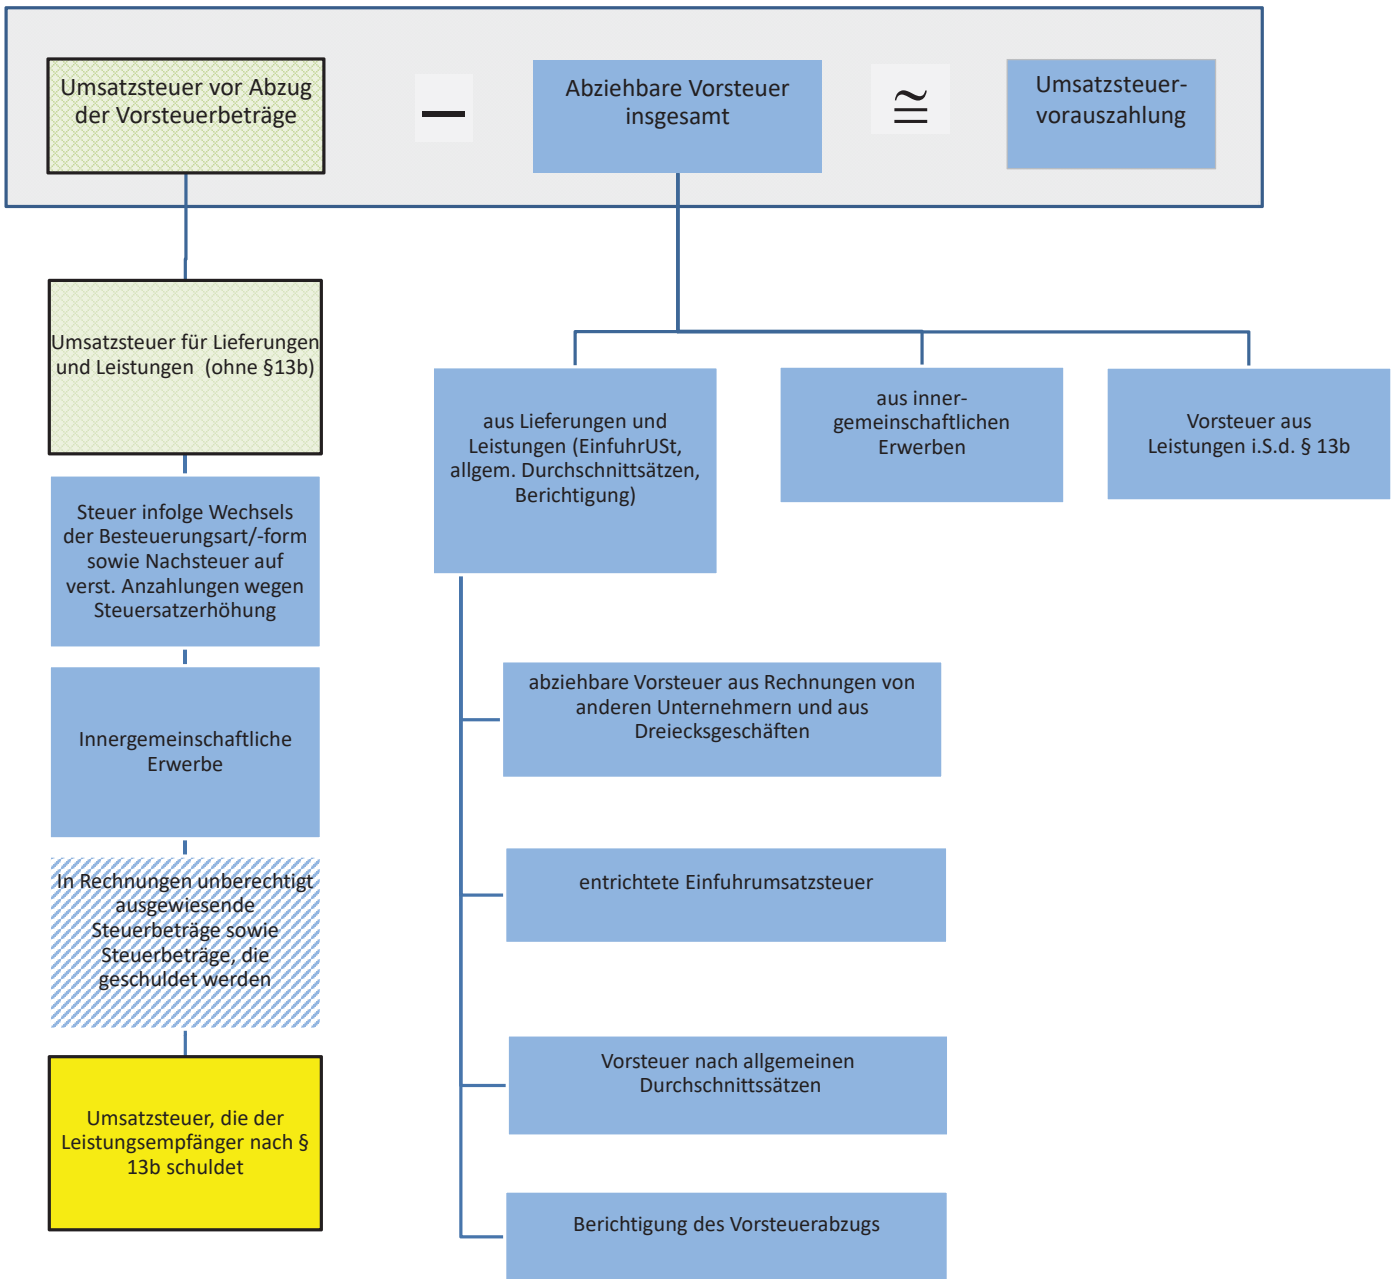 Umsatzsteuer vor Abzug
der Vorsteuerbeträge
—
Abziehbare Vorsteuer
insgesamt
≅
Umsatzsteuer-
vorauszahlung
Umsatzsteuer für Lieferungen
und Leistungen (ohne §13b)
Steuer infolge Wechsels
der Besteuerungsart/-form
sowie Nachsteuer auf
verst. Anzahlungen wegen
Steuersatzerhöhung
Innergemeinschaftliche
Erwerbe
In Rechnungen unberechtigt
ausgewiesende
Steuerbeträge sowie
Steuerbeträge, die
geschuldet werden
Umsatzsteuer, die der
Leistungsempfänger nach §
13b schuldet
aus Lieferungen und
Leistungen (EinfuhrUSt,
allgem. Durchschnittsätzen,
Berichtigung)
aus inner-
gemeinschaftlichen
Erwerben
Vorsteuer aus
Leistungen i.S.d. § 13b
abziehbare Vorsteuer aus Rechnungen von
anderen Unternehmern und aus
Dreiecksgeschäften
entrichtete Einfuhrumsatzsteuer
Vorsteuer nach allgemeinen
Durchschnittssätzen
Berichtigung des Vorsteuerabzugs